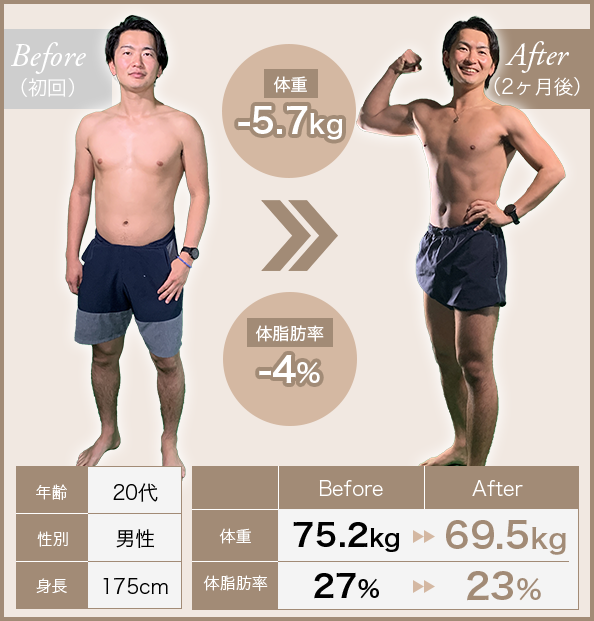 Before
（初回）
After
（2ヶ月後）
体重
-5.7kg
体脂肪率
-4%
年齢 20代
性別 男性
身長 175cm
Before After
体重 75.2kg 69.5kg
体脂肪率 27% 23%